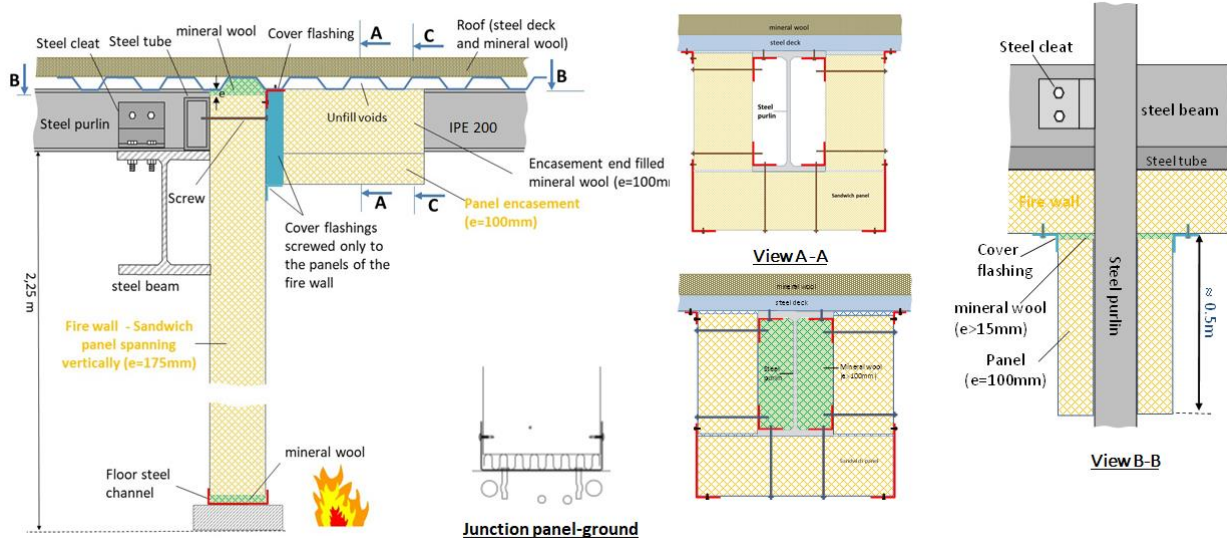 mineral wool
Cover flashing
Steel tube
Steel cleat
A
C
Roof (steel deck
and mineral wool)
B
B
e
Steel purlin
Unfill voids
IPE 200
Encasement end filled
mineral wool (e=100mm
Screw
A
C
Panel encasement
(e=100mm)
Cover flashings
screwed only to
the panels of the
fire wall
2,25 m
steel beam
Fire wall - Sandwich
panel spanning
vertically (e=175mm)
Floor steel
channel
mineral wool
Junction panel-ground
mineral wool
steel deck
Steel
purlin
Sandwich panel
View A-A
mineral wool
steel deck
Steel
purlin
Mineral wool
(e>100mm)
Sandwich panel
Steel cleat
steel beam
Steel tube
Fire wall
Cover
flashing
mineral wool
(e>15mm)
Panel
(e=100mm)
Steel purlin
≈ 0.5m
View B-B